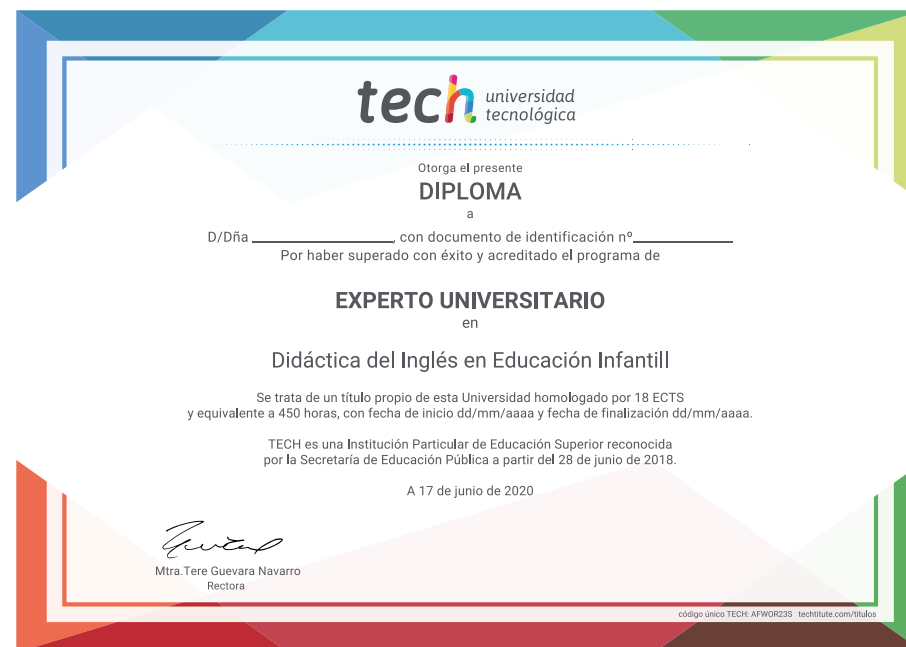 tech universidad
tecnológica
Otorga el presente
DIPLOMA
a
D/Dña ____________________, con documento de identificación nº______________
Por haber superado con éxito y acreditado el programa de
EXPERTO UNIVERSITARIO
en
Didáctica del Inglés en Educación Infantill
Se trata de un título propio de esta Universidad homologado por 18 ECTS
y equivalente a 450 horas, con fecha de inicio dd/mm/aaaa y fecha de finalización dd/mm/aaaa.
TECH es una Institución Particular de Educación Superior reconocida
por la Secretaría de Educación Pública a partir del 28 de junio de 2018.
A 17 de junio de 2020
Mtra.Tere Guevara Navarro
Rectora
código único TECH: AFWOR23S techtitute.com/titulos